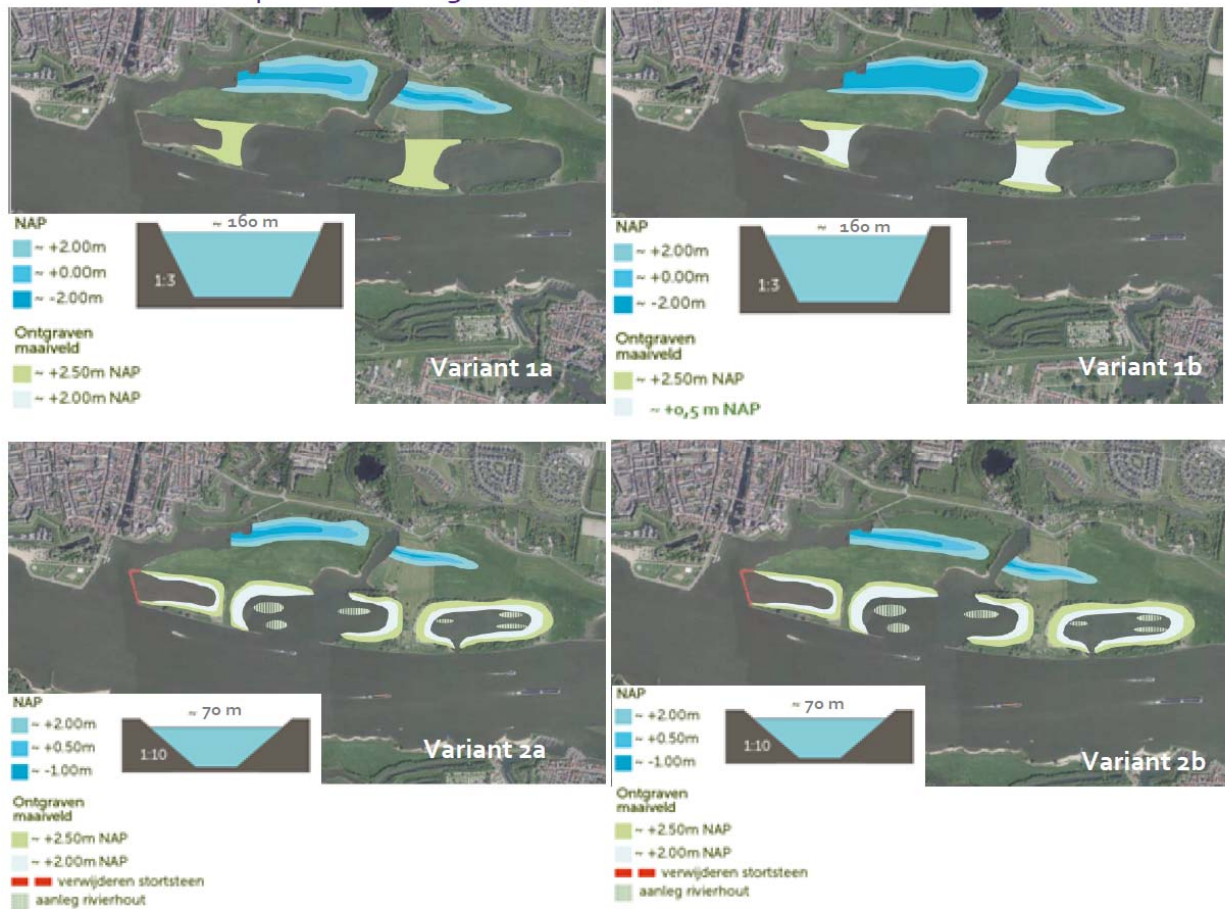 NAP
~ +2.00m
~ +0.00m
~ -2.00m
~ 160 m
1:3
Ontgraven
maaiveld
~ +2.50m NAP
~ +2.00m NAP
Variant 1a
NAP
~ +2.00m
~ +0.00m
~ -2.00m
~ 160 m
1:3
Ontgraven
maaiveld
~ +2.50m NAP
~ +0,5 m NAP
Variant 1b
NAP
~ +2.00m
~ +0.50m
~ -1.00m
~ 70 m
1:10
Ontgraven
maaiveld
~ +2.50m NAP
~ +2.00m NAP
verwijderen stortsteen
aanleg rivierhout
Variant 2a
NAP
~ +2.00m
~ +0.50m
~ -1.00m
~ 70 m
1:10
Ontgraven
maaiveld
~ +2.50m NAP
~ +2.00m NAP
verwijderen stortsteen
aanleg rivierhout
Variant 2b